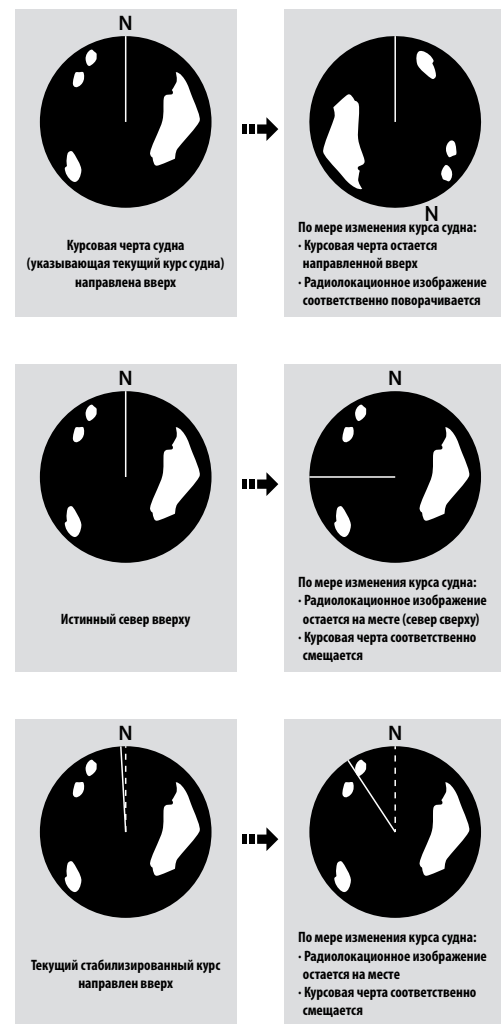 N
Курсовая черта судна
(указывающая текущий курс судна)
направлена вверх
N
По мере изменения курса судна:
· Курсовая черта остается
направленной вверх
· Радиолокационное изображение
соответственно поворачивается
N
Истинный север вверху
N
По мере изменения курса судна:
· Радиолокационное изображение
остается на месте (север сверху)
· Курсовая черта соответственно
смещается
N
Текущий стабилизированный курс
направлен вверх
N
По мере изменения курса судна:
· Радиолокационное изображение
остается на месте
· Курсовая черта соответственно
смещается